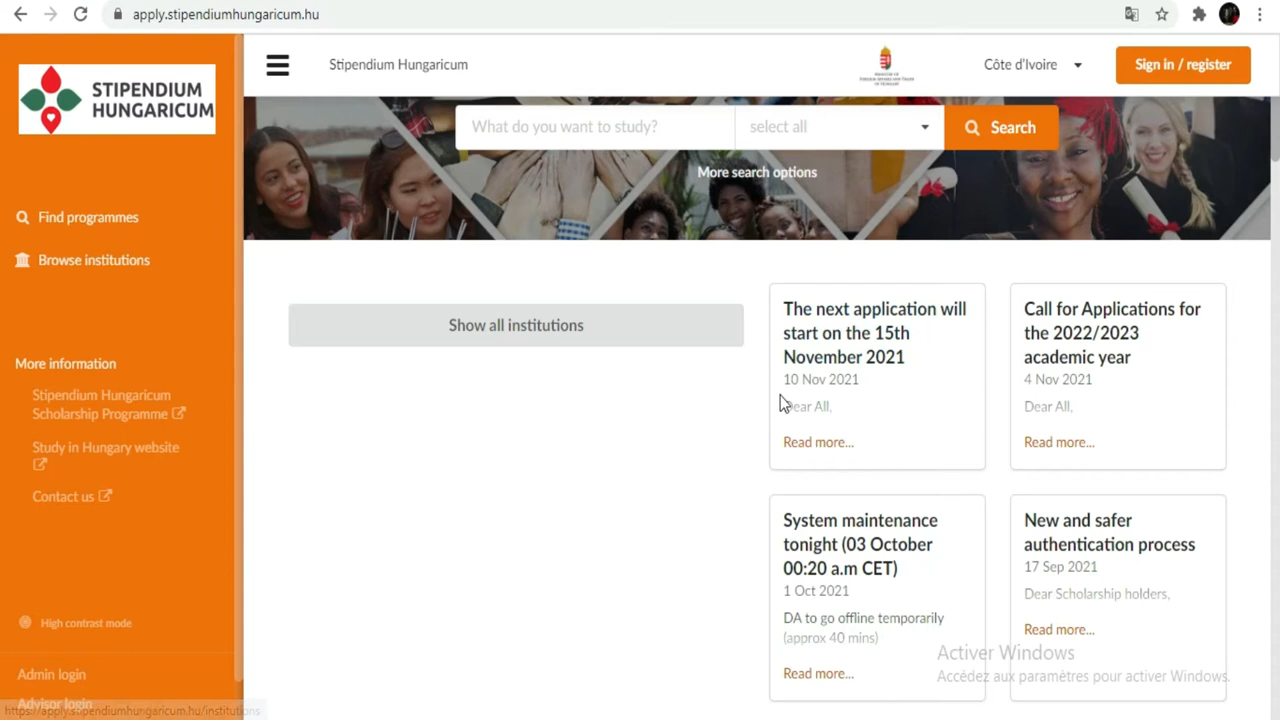 apply.stipendiumhungaricum.hu
STIPENDIUM
HUNGARICUM
Find programmes
Browse institutions
More information
Stipendium Hungaricum
Scholarship Programme
Study in Hungary website
Contact us
High contrast mode
Admin login
Advisor login
https://apply.stipendiumhungaricum.hu/institutions
Stipendium Hungaricum
Côte d'Ivoire
Sign in / register
What do you want to study?
select all
Search
More search options
Show all institutions
The next application will
start on the 15th
November 2021
10 Nov 2021
Dear All,
Read more...
Call for Applications for
the 2022/2023
academic year
4 Nov 2021
Dear All,
Read more...
System maintenance
tonight (03 October
00:20 a.m CET)
1 Oct 2021
DA to go offline temporarily
(approx 40 mins)
Read more...
New and safer
authentication process
17 Sep 2021
Dear Scholarship holders,
Read more...
Activer Windows
Accédez aux paramètres pour activer Windows.